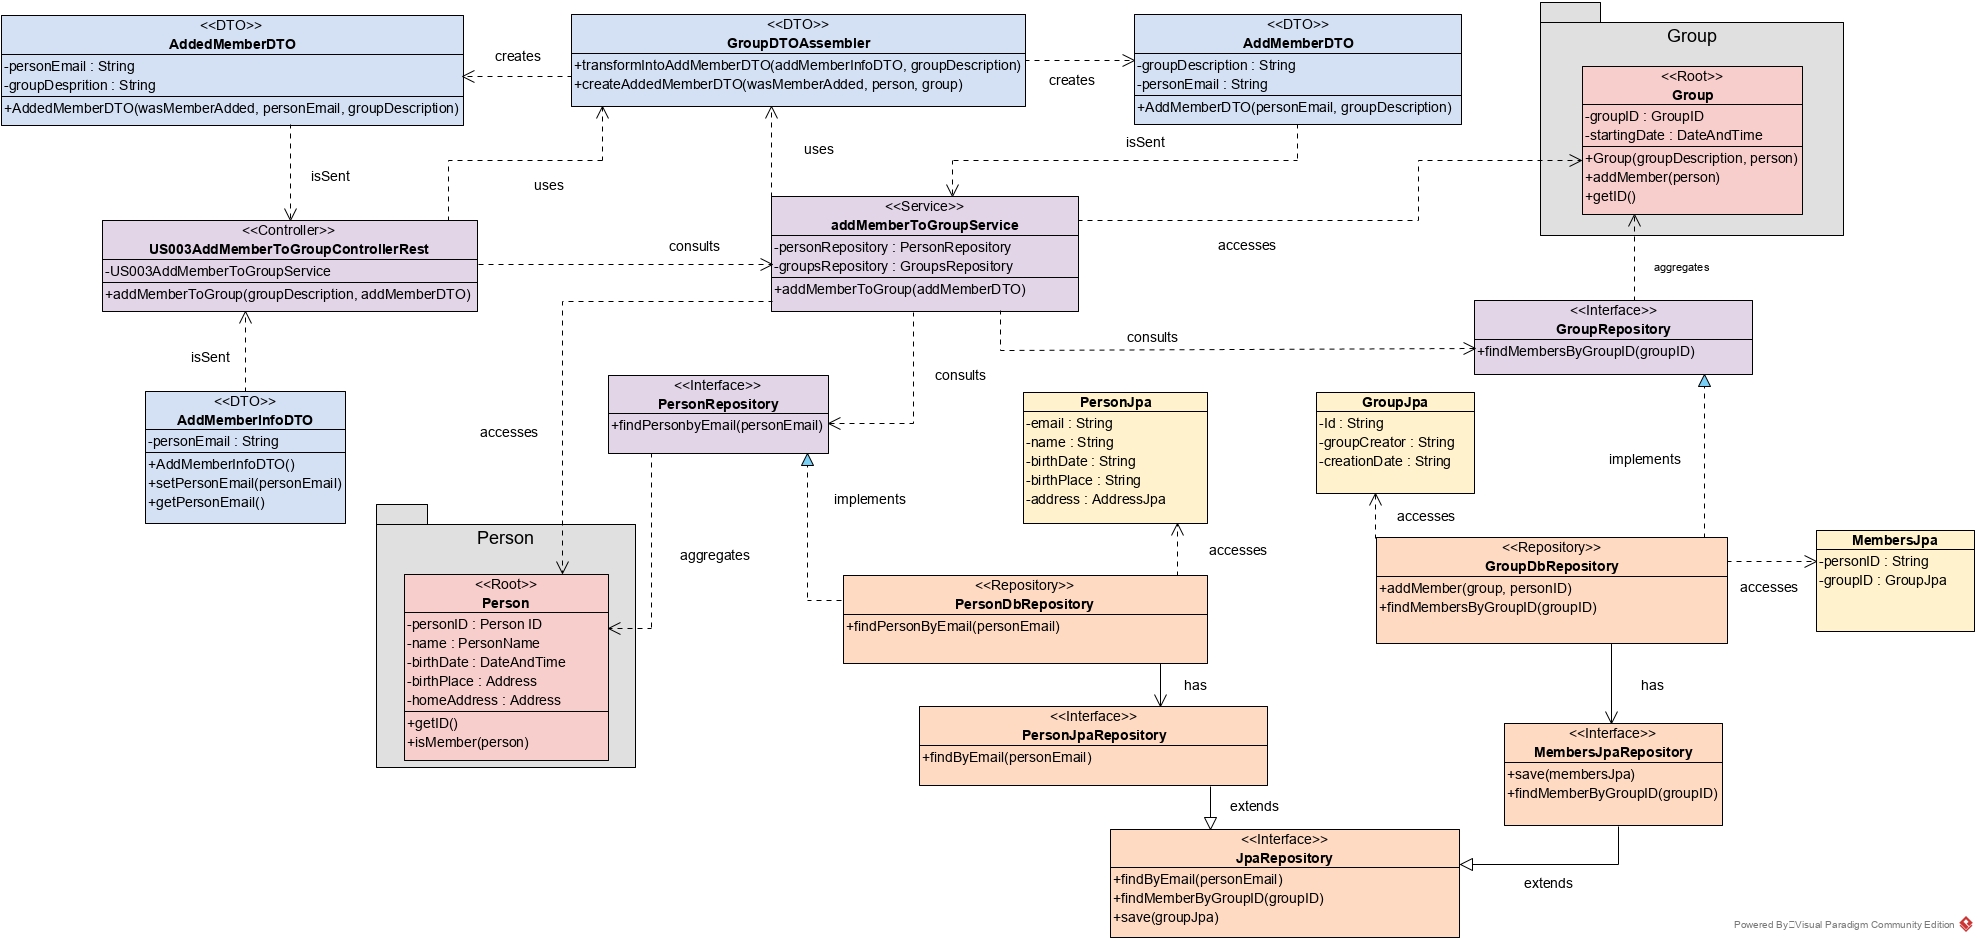 <<DTO>>
AddedMemberDTO
-personEmail : String
-groupDesprition : String
+AddedMemberDTO(wasMemberAdded, personEmail, groupDescription)
creates
<<DTO>>
GroupDTOAssembler
+transformIntoAddMemberDTO(addMemberInfoDTO, groupDescription)
+createAddedMemberDTO(wasMemberAdded, person, group)
creates
<<DTO>>
AddMemberDTO
-groupDescription : String
-personEmail : String
+AddMemberDTO(personEmail, groupDescription)
Group
<<Root>>
Group
-groupID : GroupID
-startingDate : DateAndTime
+Group(groupDescription, person)
+addMember(person)
+getID()
isSent
uses
uses
isSent
<<Controller>>
US003AddMemberToGroupControllerRest
-US003AddMemberToGroupService
+addMemberToGroup(groupDescription, addMemberDTO)
consults
<<Service>>
addMemberToGroupService
-personRepository : PersonRepository
-groupsRepository : GroupsRepository
+addMemberToGroup(addMemberDTO)
accesses
aggregates
<<Interface>>
GroupRepository
+findMembersByGroupID(groupID)
consults
isSent
<<DTO>>
AddMemberInfoDTO
-personEmail : String
+AddMemberInfoDTO()
+setPersonEmail(personEmail)
+getPersonEmail()
accesses
<<Interface>>
PersonRepository
+findPersonbyEmail(personEmail)
consults
PersonJpa
-email : String
-name : String
-birthDate : String
-birthPlace : String
-address : AddressJpa
GroupJpa
-Id : String
-groupCreator : String
-creationDate : String
implements
implements
aggregates
accesses
accesses
Person
<<Root>>
Person
-personID : Person ID
-name : PersonName
-birthDate : DateAndTime
-birthPlace : Address
-homeAddress : Address
+getID()
+isMember(person)
<<Repository>>
PersonDbRepository
+findPersonByEmail(personEmail)
<<Repository>>
GroupDbRepository
+addMember(group, personID)
+findMembersByGroupID(groupID)
accesses
MembersJpa
-personID : String
-groupID : GroupJpa
has
has
<<Interface>>
PersonJpaRepository
+findByEmail(personEmail)
<<Interface>>
MembersJpaRepository
+save(membersJpa)
+findMemberByGroupID(groupID)
extends
extends
<<Interface>>
JpaRepository
+findByEmail(personEmail)
+findMemberByGroupID(groupID)
+save(groupJpa)
Powered By Visual Paradigm Community Edition